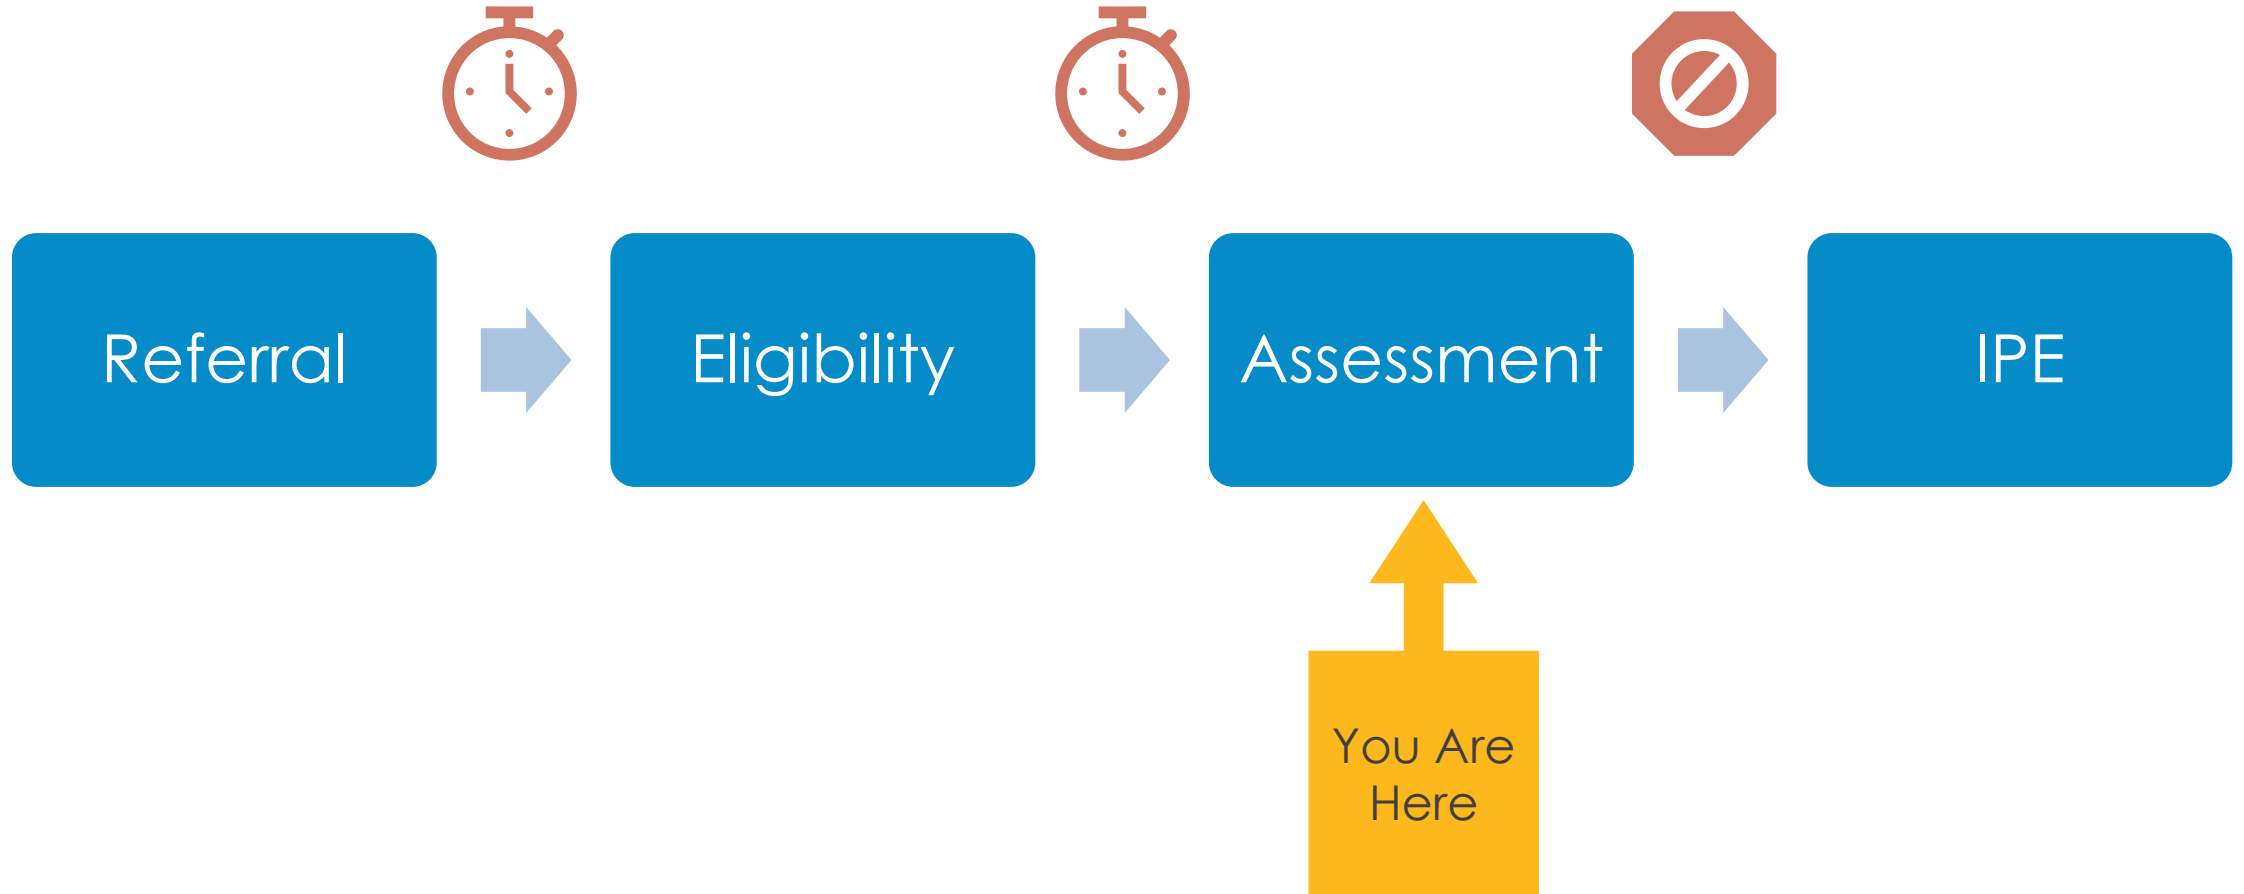 Referral
Eligibility
Assessment
IPE
You Are
Here